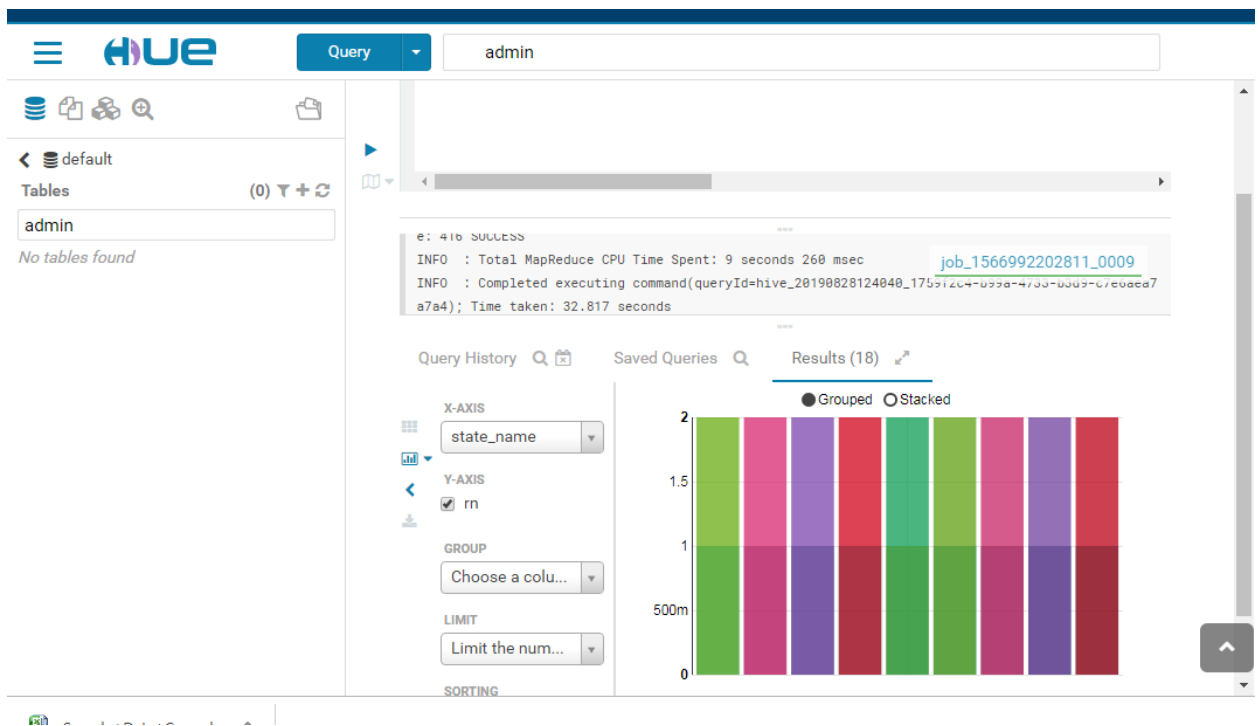 HUE
Query
admin
default
Tables (0)
admin
No tables found
e: 416 SUCCESS
INFO : Total MapReduce CPU Time Spent: 9 seconds 260 msec
job_1566992202811_0009
INFO : Completed executing command(queryId=hive_20190828124040_
a7a4); Time taken: 32.817 seconds
Query History
Saved Queries
Results (18)
X-AXIS
state_name
Y-AXIS
rn
GROUP
Choose a colu...
LIMIT
Limit the num...
SORTING
Grouped Stacked
2
1.5
1
500m
0